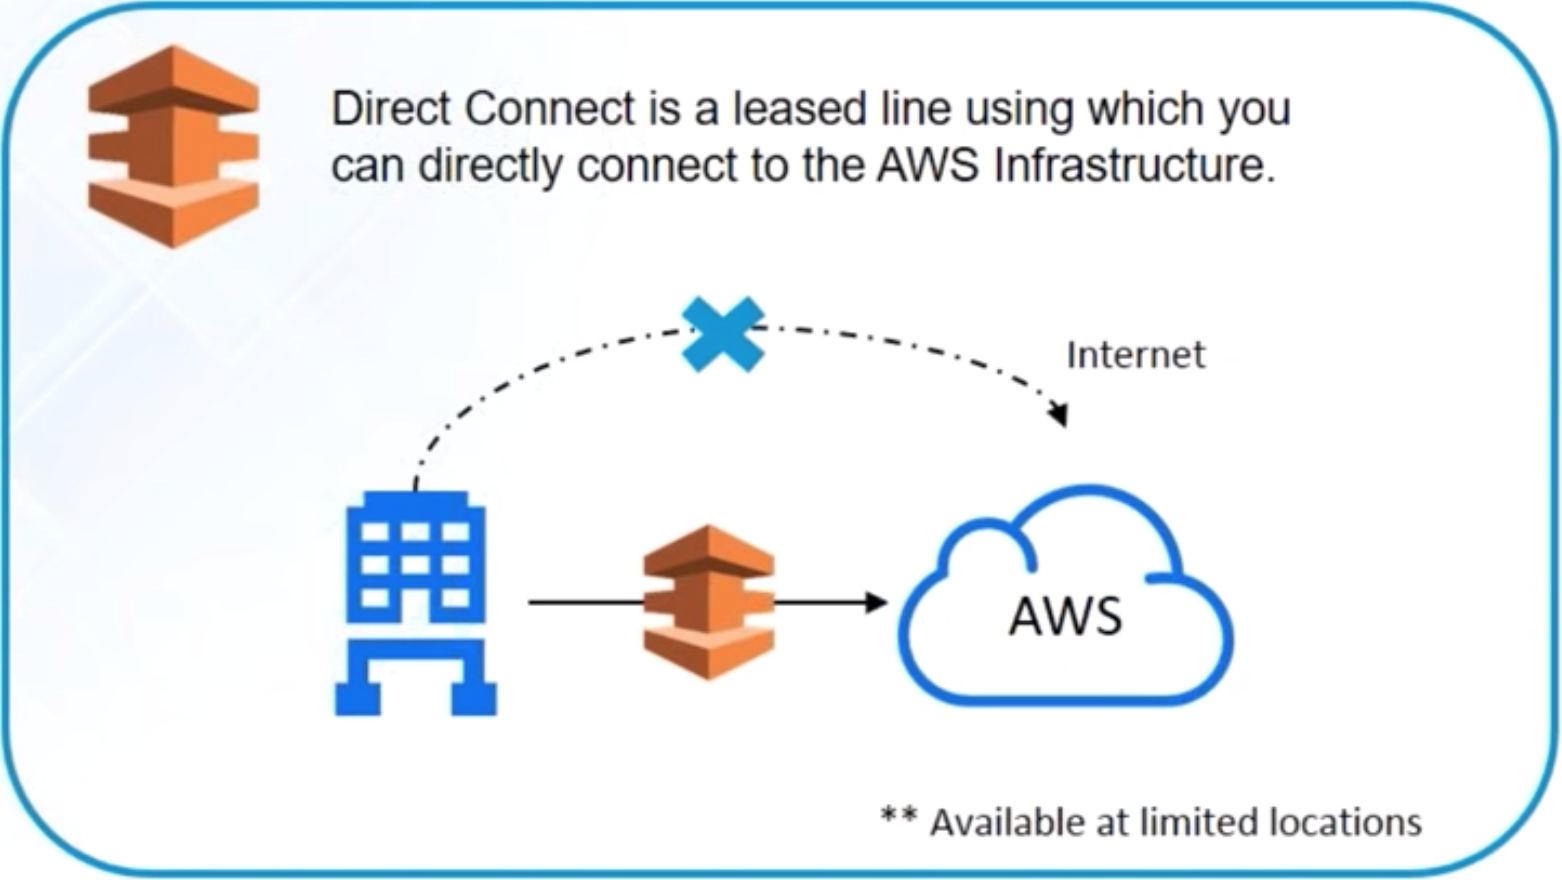 Direct Connect is a leased line using which you
can directly connect to the AWS Infrastructure.
Internet
AWS
** Available at limited locations